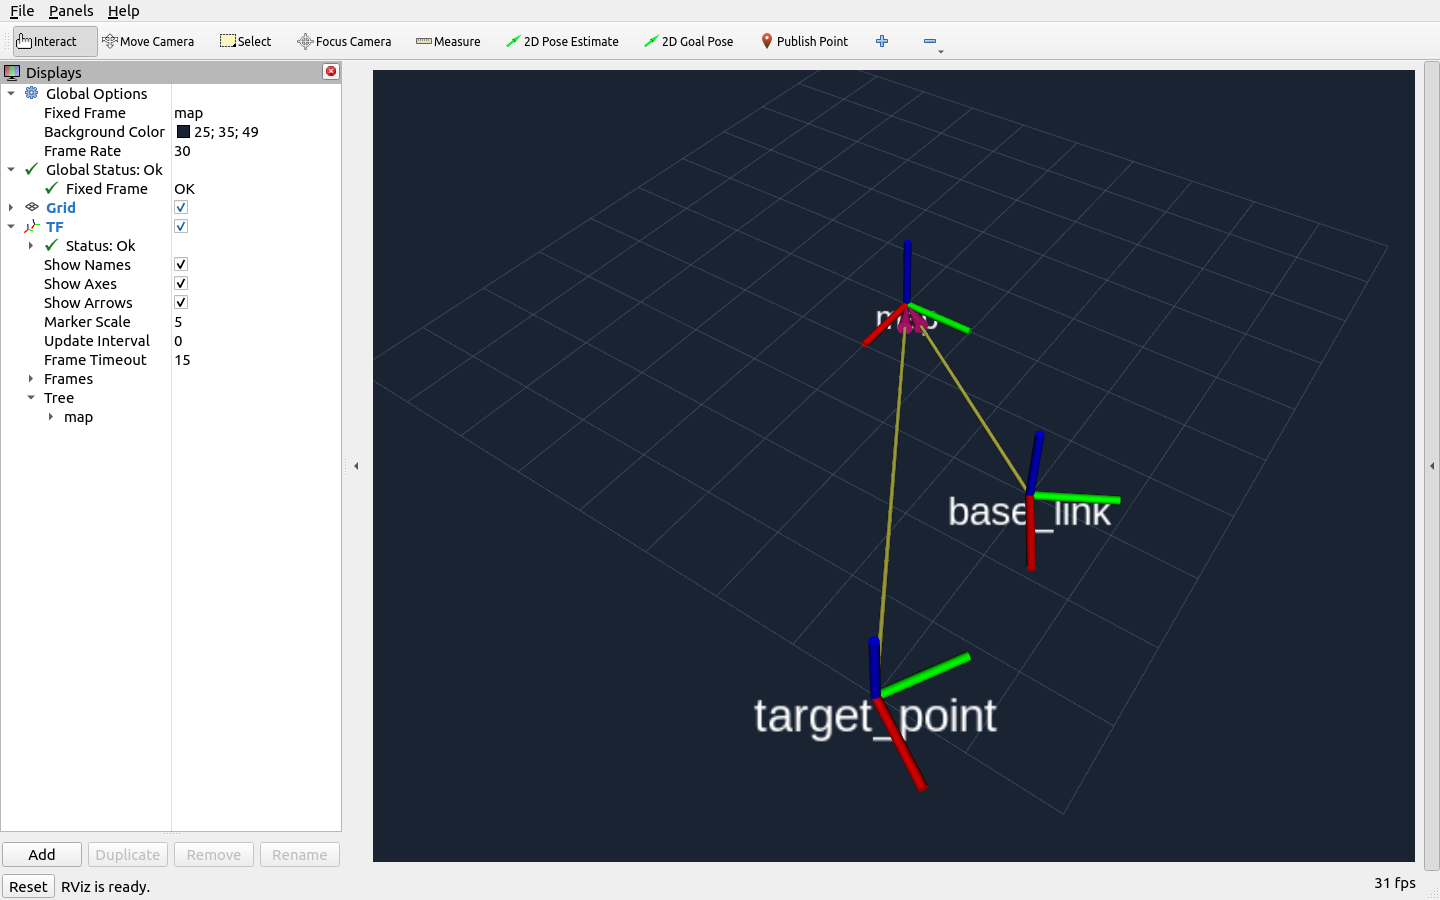 File Panels Help
Interact Move Camera Select Focus Camera Measure 2D Pose Estimate 2D Goal Pose Publish Point
Displays
Global Options
Fixed Frame map
Background Color 25; 35; 49
Frame Rate 30
Global Status: Ok
Fixed Frame OK
Grid
TF
Status: Ok
Show Names
Show Axes
Show Arrows
Marker Scale 5
Update Interval 0
Frame Timeout 15
Frames
Tree
map
Add Duplicate Remove Rename
Reset RViz is ready.
map
base_link
target_point
31 fps